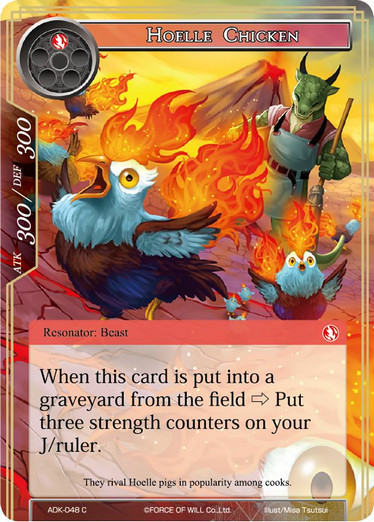 Hoelle Chicken
ATK 300 / DEF 300
Resonator: Beast
When this card is put into a
graveyard from the field ⇨ Put
three strength counters on your
J/ruler.
They rival Hoelle pigs in popularity among cooks.
ADK-048 C ©FORCE OF WILL Co.,Ltd. Illust/Misa Tsutsui